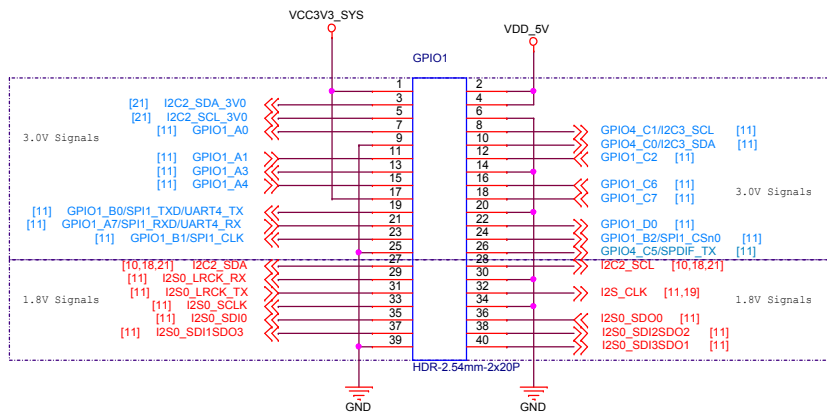 VCC3V3_SYS
VDD_5V
GPIO1
1 2
[21] I2C2_SDA_3V0 3 4
[21] I2C2_SCL_3V0 5 6
[11] GPIO1_A0 7 8 GPIO4_C1/I2C3_SCL [11]
3.0V Signals
9 10 GPIO4_C0/I2C3_SDA [11]
[11] GPIO1_A1 11 12 GPIO1_C2 [11]
[11] GPIO1_A3 13 14
[11] GPIO1_A4 15 16 GPIO1_C6 [11]
3.0V Signals
17 18 GPIO1_C7 [11]
[11] GPIO1_B0/SPI1_TXD/UART4_TX 19 20
[11] GPIO1_A7/SPI1_RXD/UART4_RX 21 22 GPIO1_D0 [11]
[11] GPIO1_B1/SPI1_CLK 23 24 GPIO1_B2/SPI1_CSn0 [11]
25 26 GPIO4_C5/SPDIF_TX [11]
[10,18,21] I2C2_SDA 27 28 I2C2_SCL [10,18,21]
[11] I2S0_LRCK_RX 29 30
[11] I2S0_LRCK_TX 31 32 I2S_CLK [11,19]
1.8V Signals
1.8V Signals
[11] I2S0_SCLK 33 34
[11] I2S0_SDI0 35 36 I2S0_SDO0 [11]
[11] I2S0_SDI1SDO3 37 38 I2S0_SDI2SDO2 [11]
39 40 I2S0_SDI3SDO1 [11]
HDR-2.54mm-2x20P
GND
GND